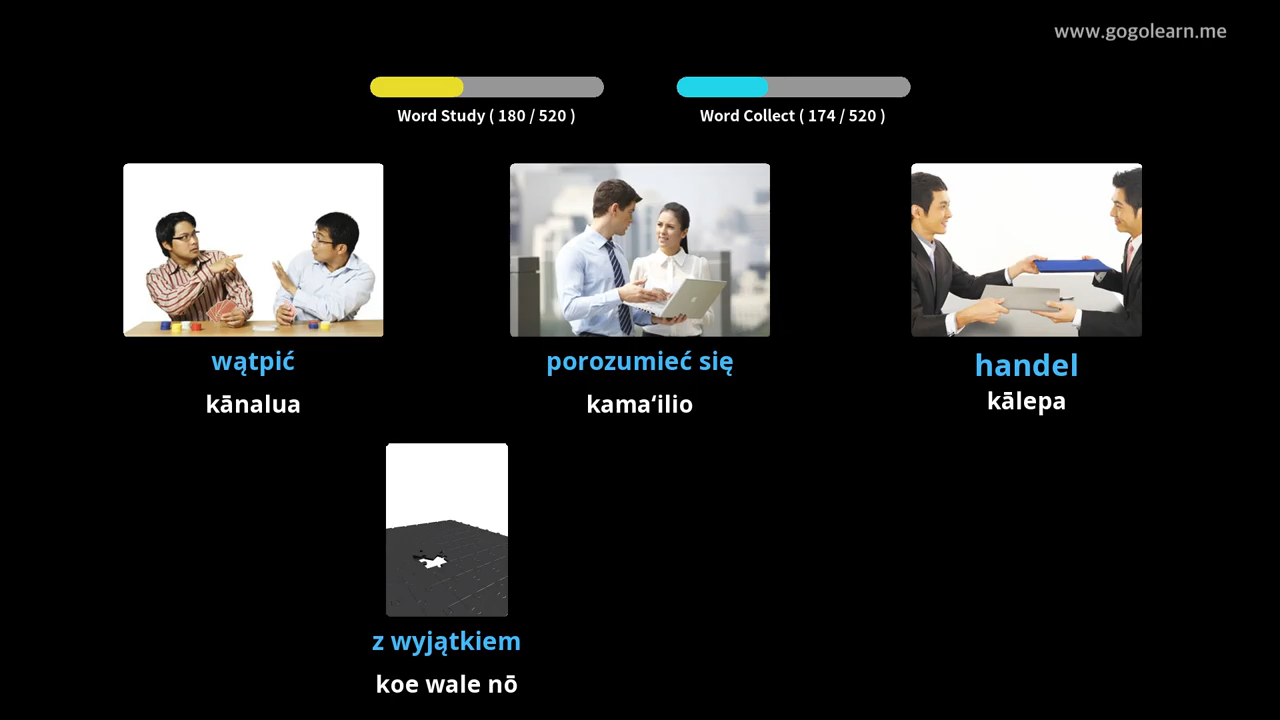 www.gogolearn.me
Word Study ( 180 / 520 )
Word Collect ( 174 / 520 )
wątpić
kānalua
porozumieć się
kamaʻilio
handel
kālepa
z wyjątkiem
koe wale nō